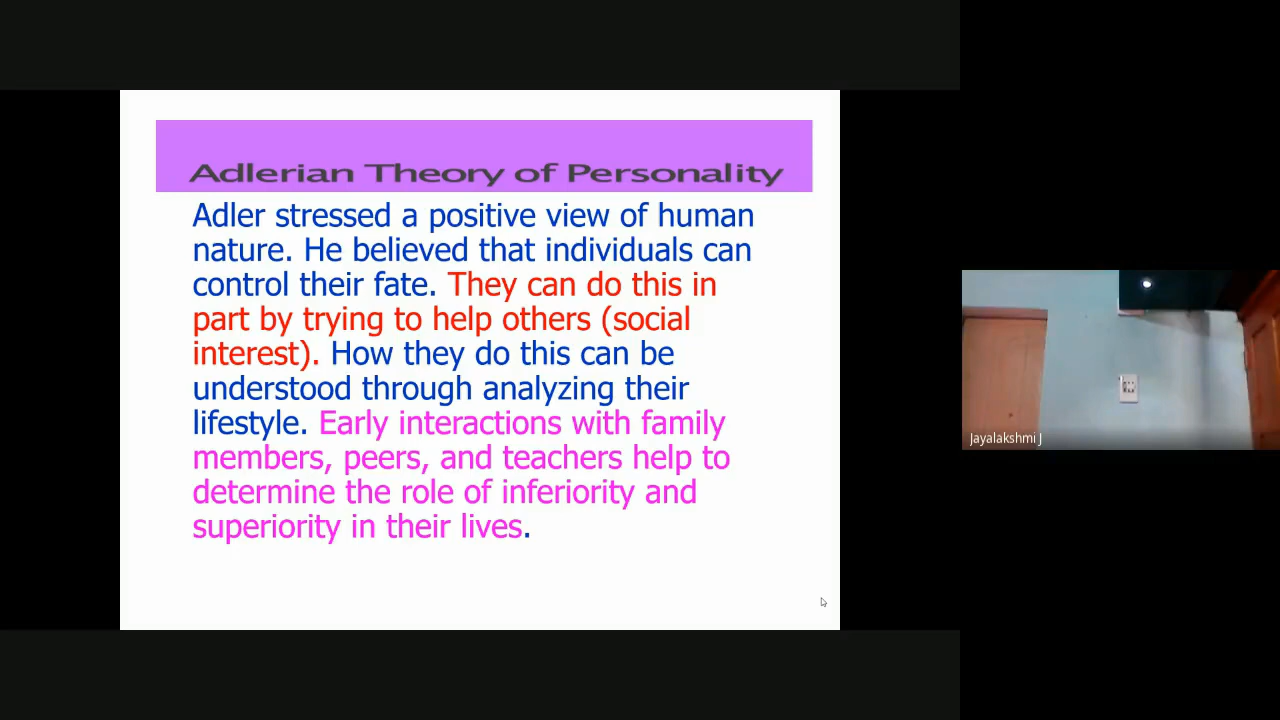 Adlerian Theory of Personality
Adler stressed a positive view of human
nature. He believed that individuals can
control their fate. They can do this in
part by trying to help others (social
interest). How they do this can be
understood through analyzing their
lifestyle. Early interactions with family
members, peers, and teachers help to
determine the role of inferiority and
superiority in their lives.
Jayalakshmi J